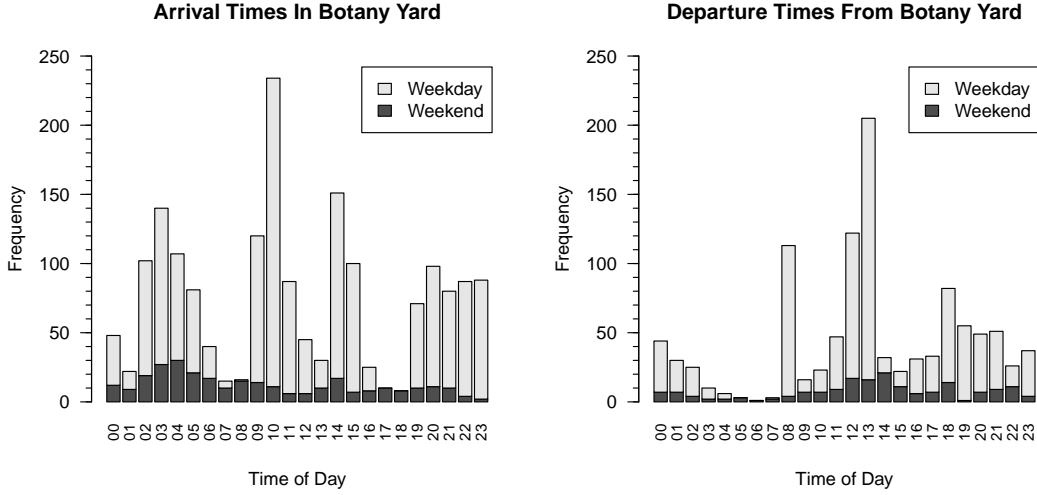 Arrival Times In Botany Yard
Frequency
250
200
150
100
50
0
Weekday
Weekend
00 01 02 03 04 05 06 07 08 09 10 11 12 13 14 15 16 17 18 19 20 21 22 23
Time of Day
Departure Times From Botany Yard
Frequency
250
200
150
100
50
0
Weekday
Weekend
00 01 02 03 04 05 06 07 08 09 10 11 12 13 14 15 16 17 18 19 20 21 22 23
Time of Day